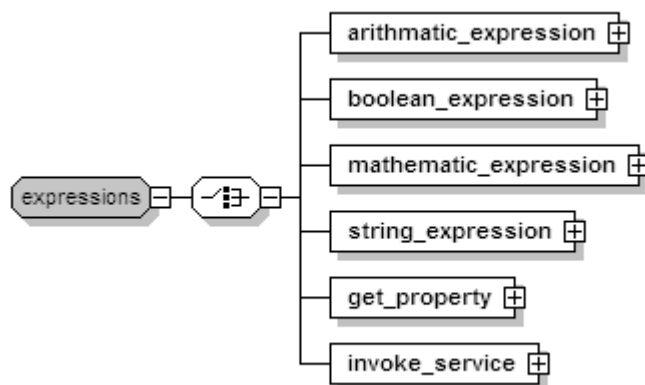 arithmatic_expression
boolean_expression
mathematic_expression
expressions
string_expression
get_property
invoke_service